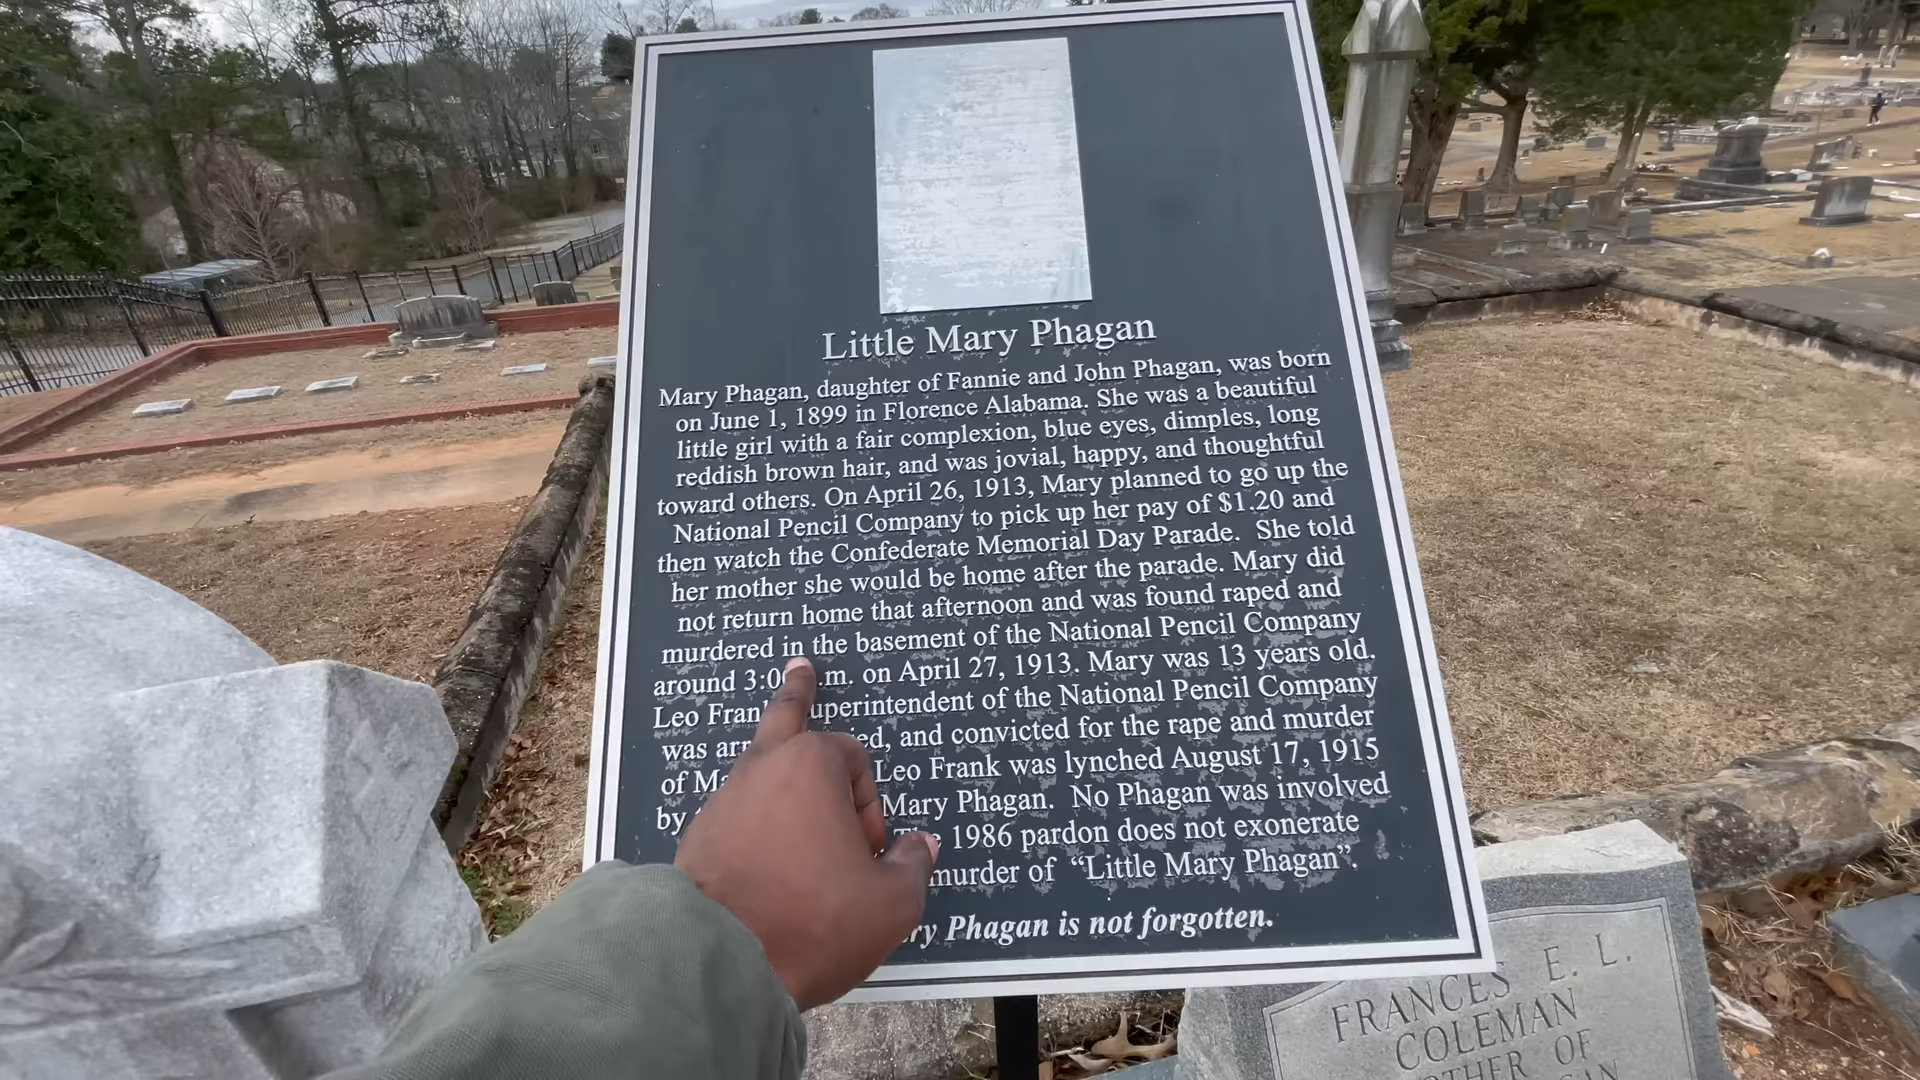 Little Mary Phagan
Mary Phagan, daughter of Fannie and John Phagan, was born
on June 1, 1899 in Florence Alabama. She was a beautiful
little girl with a fair complexion, blue eyes, dimples, long
reddish brown hair, and was jovial, happy, and thoughtful
toward others. On April 26, 1913, Mary planned to go up the
National Pencil Company to pick up her pay of $1.20 and
then watch the Confederate Memorial Day Parade. She told
her mother she would be home after the parade. Mary did
not return home that afternoon and was found raped and
murdered in the basement of the National Pencil Company
around 3:0 .m. on April 27, 1913. Mary was 13 years old.
Leo Frank uperintendent of the National Pencil Company
was arr ied, and convicted for the rape and murder
of Ma Leo Frank was lynched August 17, 1915
by Mary Phagan. No Phagan was involved
The 1986 pardon does not exonerate
murder of “Little Mary Phagan”.
ry Phagan is not forgotten.
FRANCES E. L.
COLEMAN
OTHER OF